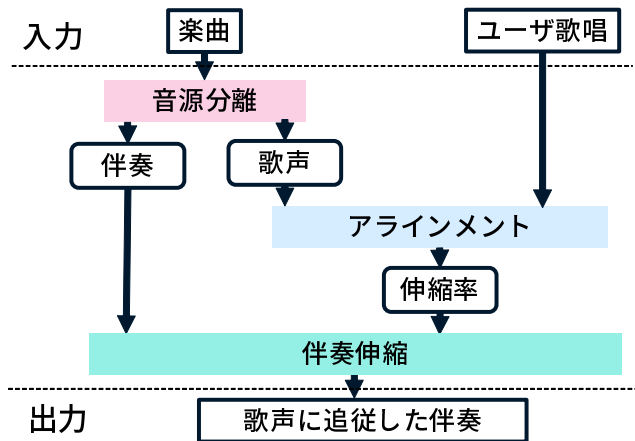 入力
楽曲
ユーザ歌唱
音源分離
伴奏
歌声
アラインメント
伸縮率
伴奏伸縮
出力
歌声に追従した伴奏